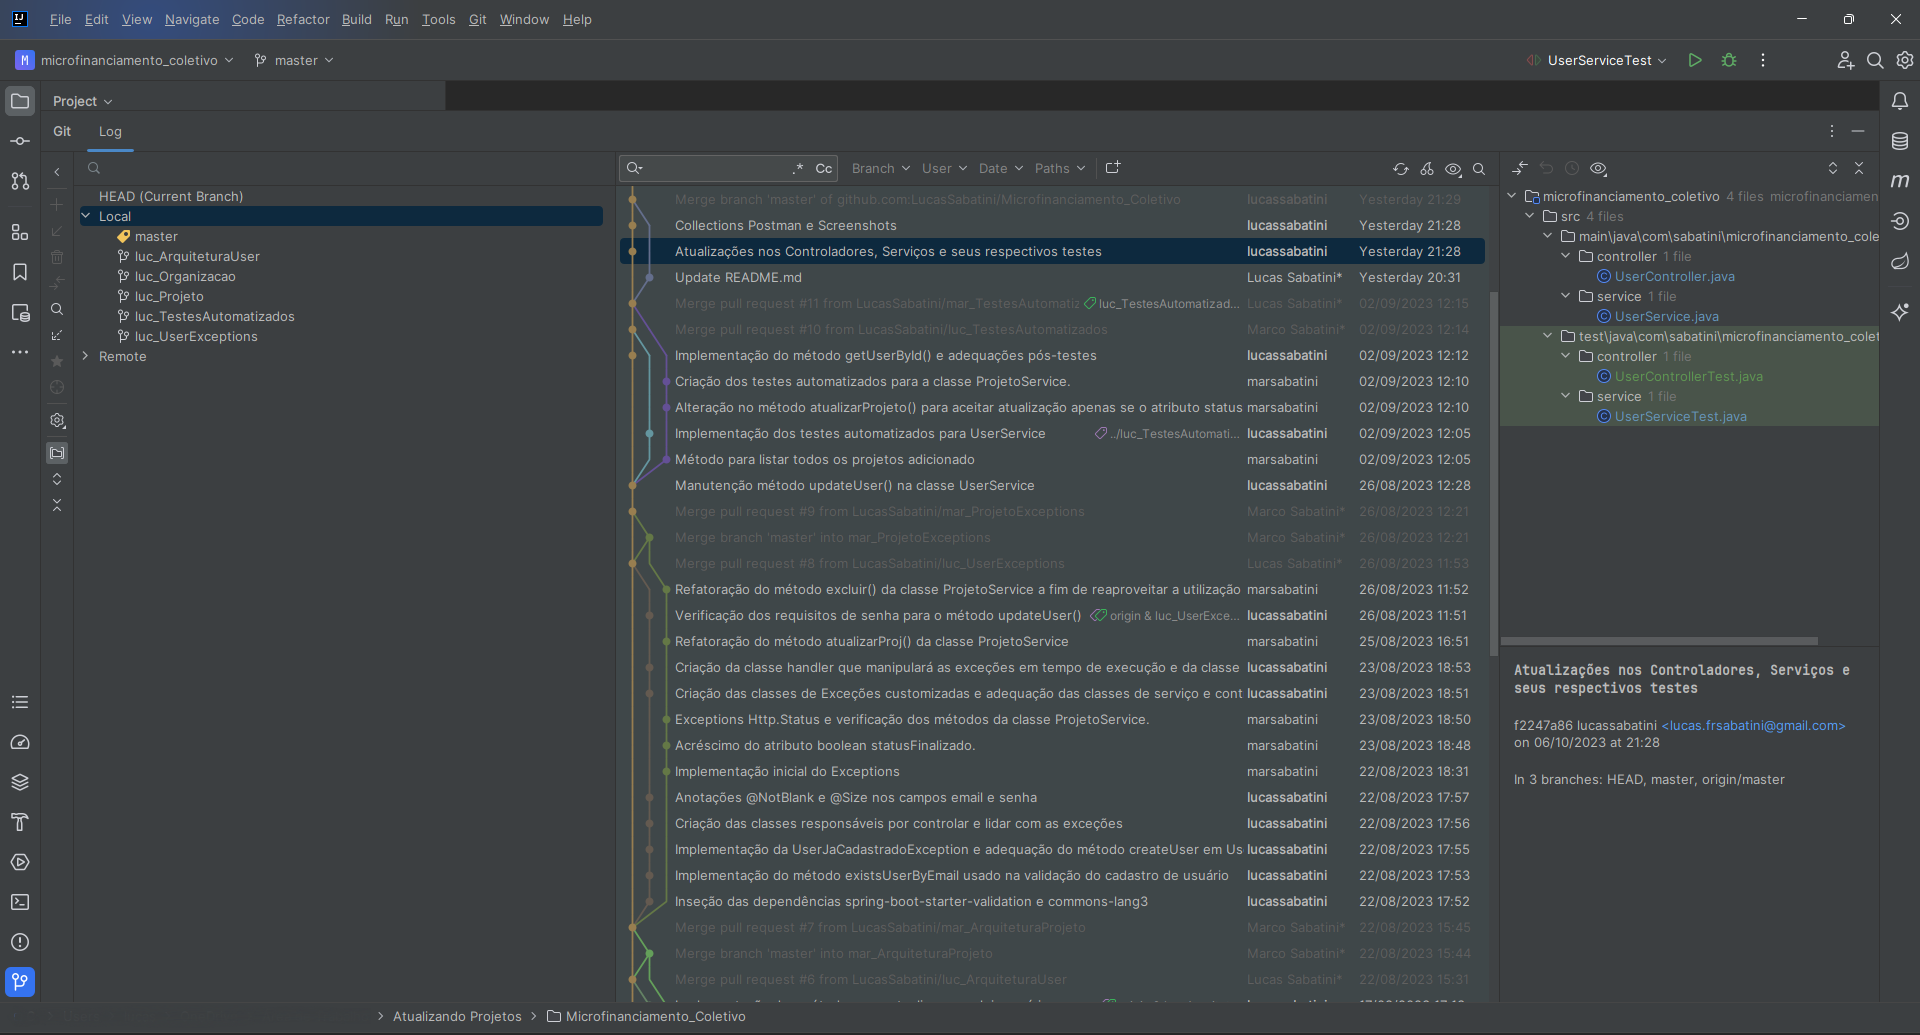 File Edit View Navigate Code Refactor Build Run Tools Git Window Help
M microfinanciamento_coletivo master UserServiceTest
Project
Git Log
.* Cc Branch User Date Paths
HEAD (Current Branch)
Local
master
luc_ArquiteturaUser
luc_Organizacao
luc_Projeto
luc_TestesAutomatizados
luc_UserExceptions
Remote
Merge branch 'master' of github.com:LucasSabatini/Microfinanciamento_Coletivo lucassabatini Yesterday 21:29
Collections Postman e Screenshots lucassabatini Yesterday 21:28
Atualizações nos Controladores, Serviços e seus respectivos testes lucassabatini Yesterday 21:28
Update README.md Lucas Sabatini* Yesterday 20:31
Merge pull request #11 from LucasSabatini/mar_TestesAutomatiz luc_TestesAutomatizad... Lucas Sabatini* 02/09/2023 12:15
Merge pull request #10 from LucasSabatini/luc_TestesAutomatizados Marco Sabatini* 02/09/2023 12:14
Implementação do método getUserById() e adequações pós-testes lucassabatini 02/09/2023 12:12
Criação dos testes automatizados para a classe ProjetoService. marsabatini 02/09/2023 12:10
Alteração no método atualizarProjeto() para aceitar atualização apenas se o atributo status marsabatini 02/09/2023 12:10
Implementação dos testes automatizados para UserService ../luc_TestesAutomati... lucassabatini 02/09/2023 12:05
Método para listar todos os projetos adicionado marsabatini 02/09/2023 12:05
Manutenção método updateUser() na classe UserService lucassabatini 26/08/2023 12:28
Merge pull request #9 from LucasSabatini/mar_ProjetoExceptions Marco Sabatini* 26/08/2023 12:21
Merge branch 'master' into mar_ProjetoExceptions Marco Sabatini* 26/08/2023 12:21
Merge pull request #8 from LucasSabatini/luc_UserExceptions Lucas Sabatini* 26/08/2023 11:53
Refatoração do método excluir() da classe ProjetoService a fim de reaproveitar a utilização marsabatini 26/08/2023 11:52
Verificação dos requisitos de senha para o método updateUser() origin & luc_UserExce... lucassabatini 26/08/2023 11:51
Refatoração do método atualizarProj() da classe ProjetoService marsabatini 25/08/2023 16:51
Criação da classe handler que manipulará as exceções em tempo de execução e da classe lucassabatini 23/08/2023 18:53
Criação das classes de Exceções customizadas e adequação das classes de serviço e cont lucassabatini 23/08/2023 18:51
Exceptions Http.Status e verificação dos métodos da classe ProjetoService. marsabatini 23/08/2023 18:50
Acréscimo do atributo boolean statusFinalizado. marsabatini 23/08/2023 18:48
Implementação inicial do Exceptions marsabatini 22/08/2023 18:31
Anotações @NotBlank e @Size nos campos email e senha lucassabatini 22/08/2023 17:57
Criação das classes responsáveis por controlar e lidar com as exceções lucassabatini 22/08/2023 17:56
Implementação da UserJaCadastradoException e adequação do método createUser em Us lucassabatini 22/08/2023 17:55
Implementação do método existsUserByEmail usado na validação do cadastro de usuário lucassabatini 22/08/2023 17:53
Inseção das dependências spring-boot-starter-validation e commons-lang3 lucassabatini 22/08/2023 17:52
Merge pull request #7 from LucasSabatini/mar_ArquiteturaProjeto Marco Sabatini* 22/08/2023 15:45
Merge branch 'master' into mar_ArquiteturaProjeto Marco Sabatini* 22/08/2023 15:44
Merge pull request #6 from LucasSabatini/luc_ArquiteturaUser Lucas Sabatini* 22/08/2023 15:31
microfinanciamento_coletivo 4 files microfinanciamen
src 4 files
main\java\com\sabatini\microfinanciamento_cole
controller 1 file
UserController.java
service 1 file
UserService.java
test\java\com\sabatini\microfinanciamento_colet
controller 1 file
UserControllerTest.java
service 1 file
UserServiceTest.java
Atualizações nos Controladores, Serviços e
seus respectivos testes
f2247a86 lucassabatini <lucas.frsabatini@gmail.com>
on 06/10/2023 at 21:28
In 3 branches: HEAD, master, origin/master
Atualizando Projetos > Microfinanciamento_Coletivo